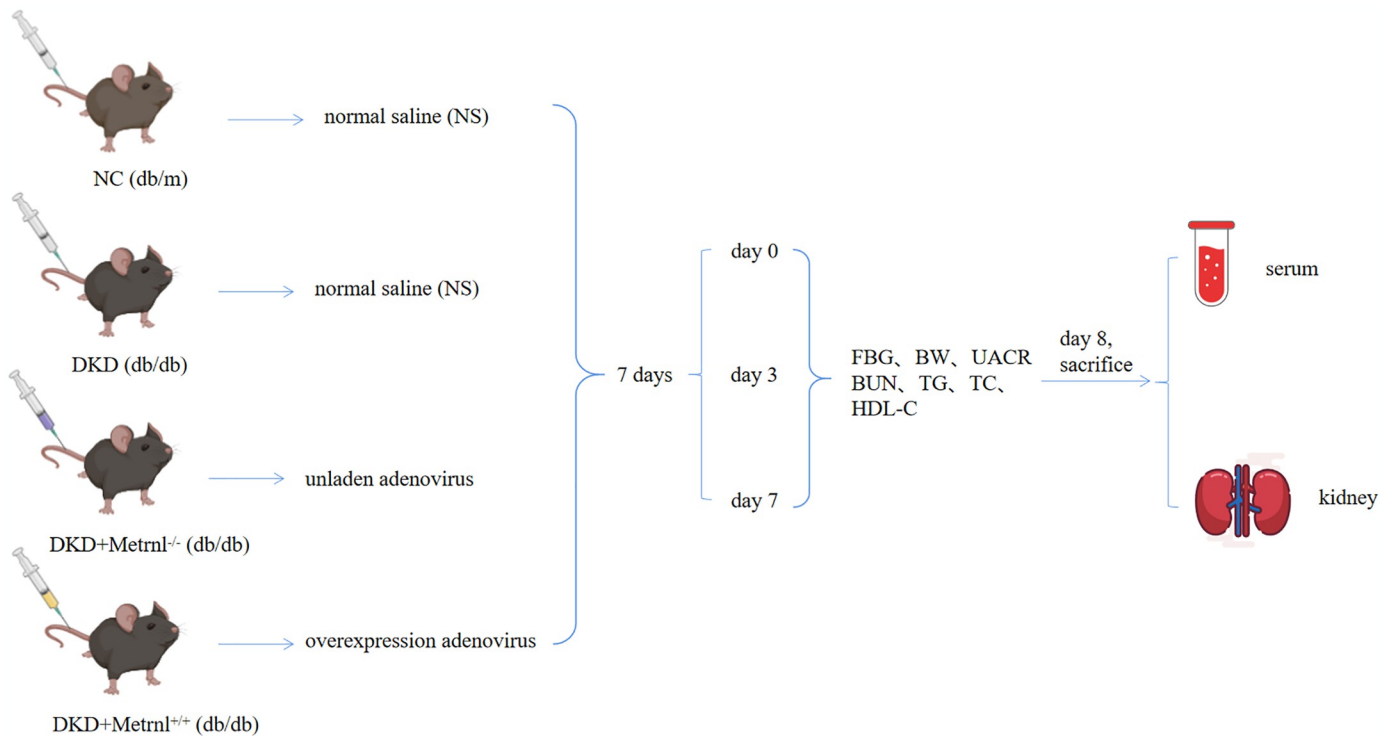 normal saline (NS)
NC (db/m)
normal saline (NS)
DKD (db/db)
unladen adenovirus
DKD+Metrnl-/- (db/db)
overexpression adenovirus
DKD+Metrnl+/+ (db/db)
7 days
day 0
day 3
day 7
FBG、BW、UACR
BUN、TG、TC、
HDL-C
day 8,
sacrifice
serum
kidney